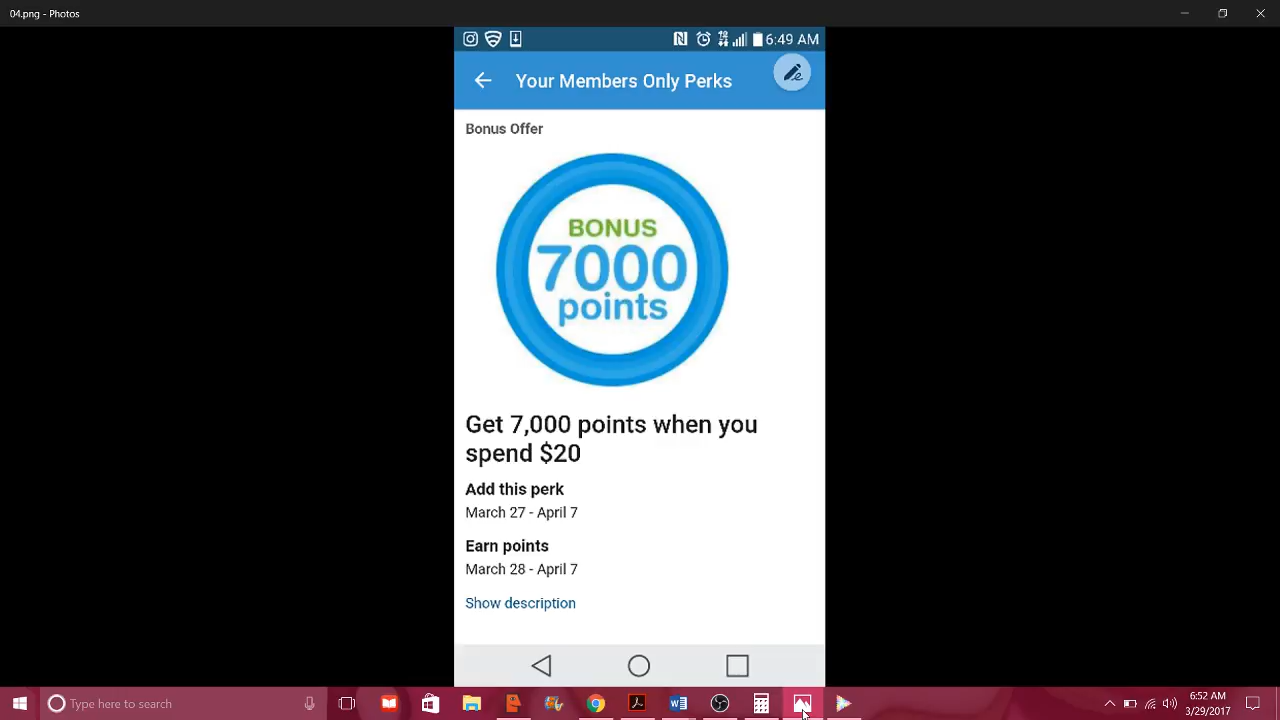 04.png - Photos
6:49 AM
Your Members Only Perks
Bonus Offer
BONUS
7000
points
Get 7,000 points when you
spend $20
Add this perk
March 27 - April 7
Earn points
March 28 - April 7
Show description
Type here to search
6:52 AM
3/29/2017